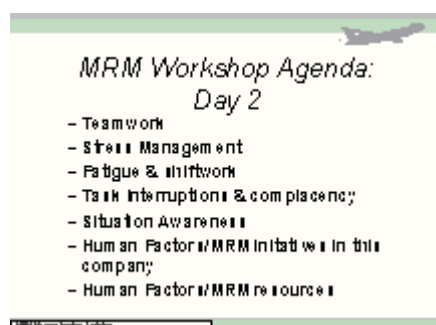 MRM Workshop Agenda:
Day 2
– Teamwork
– Stress Management
– Fatigue & shiftwork
– Task interruptions & complacency
– Situation Awareness
– Human Factors/MRM initatives in this
company
– Human Factors/MRM resources